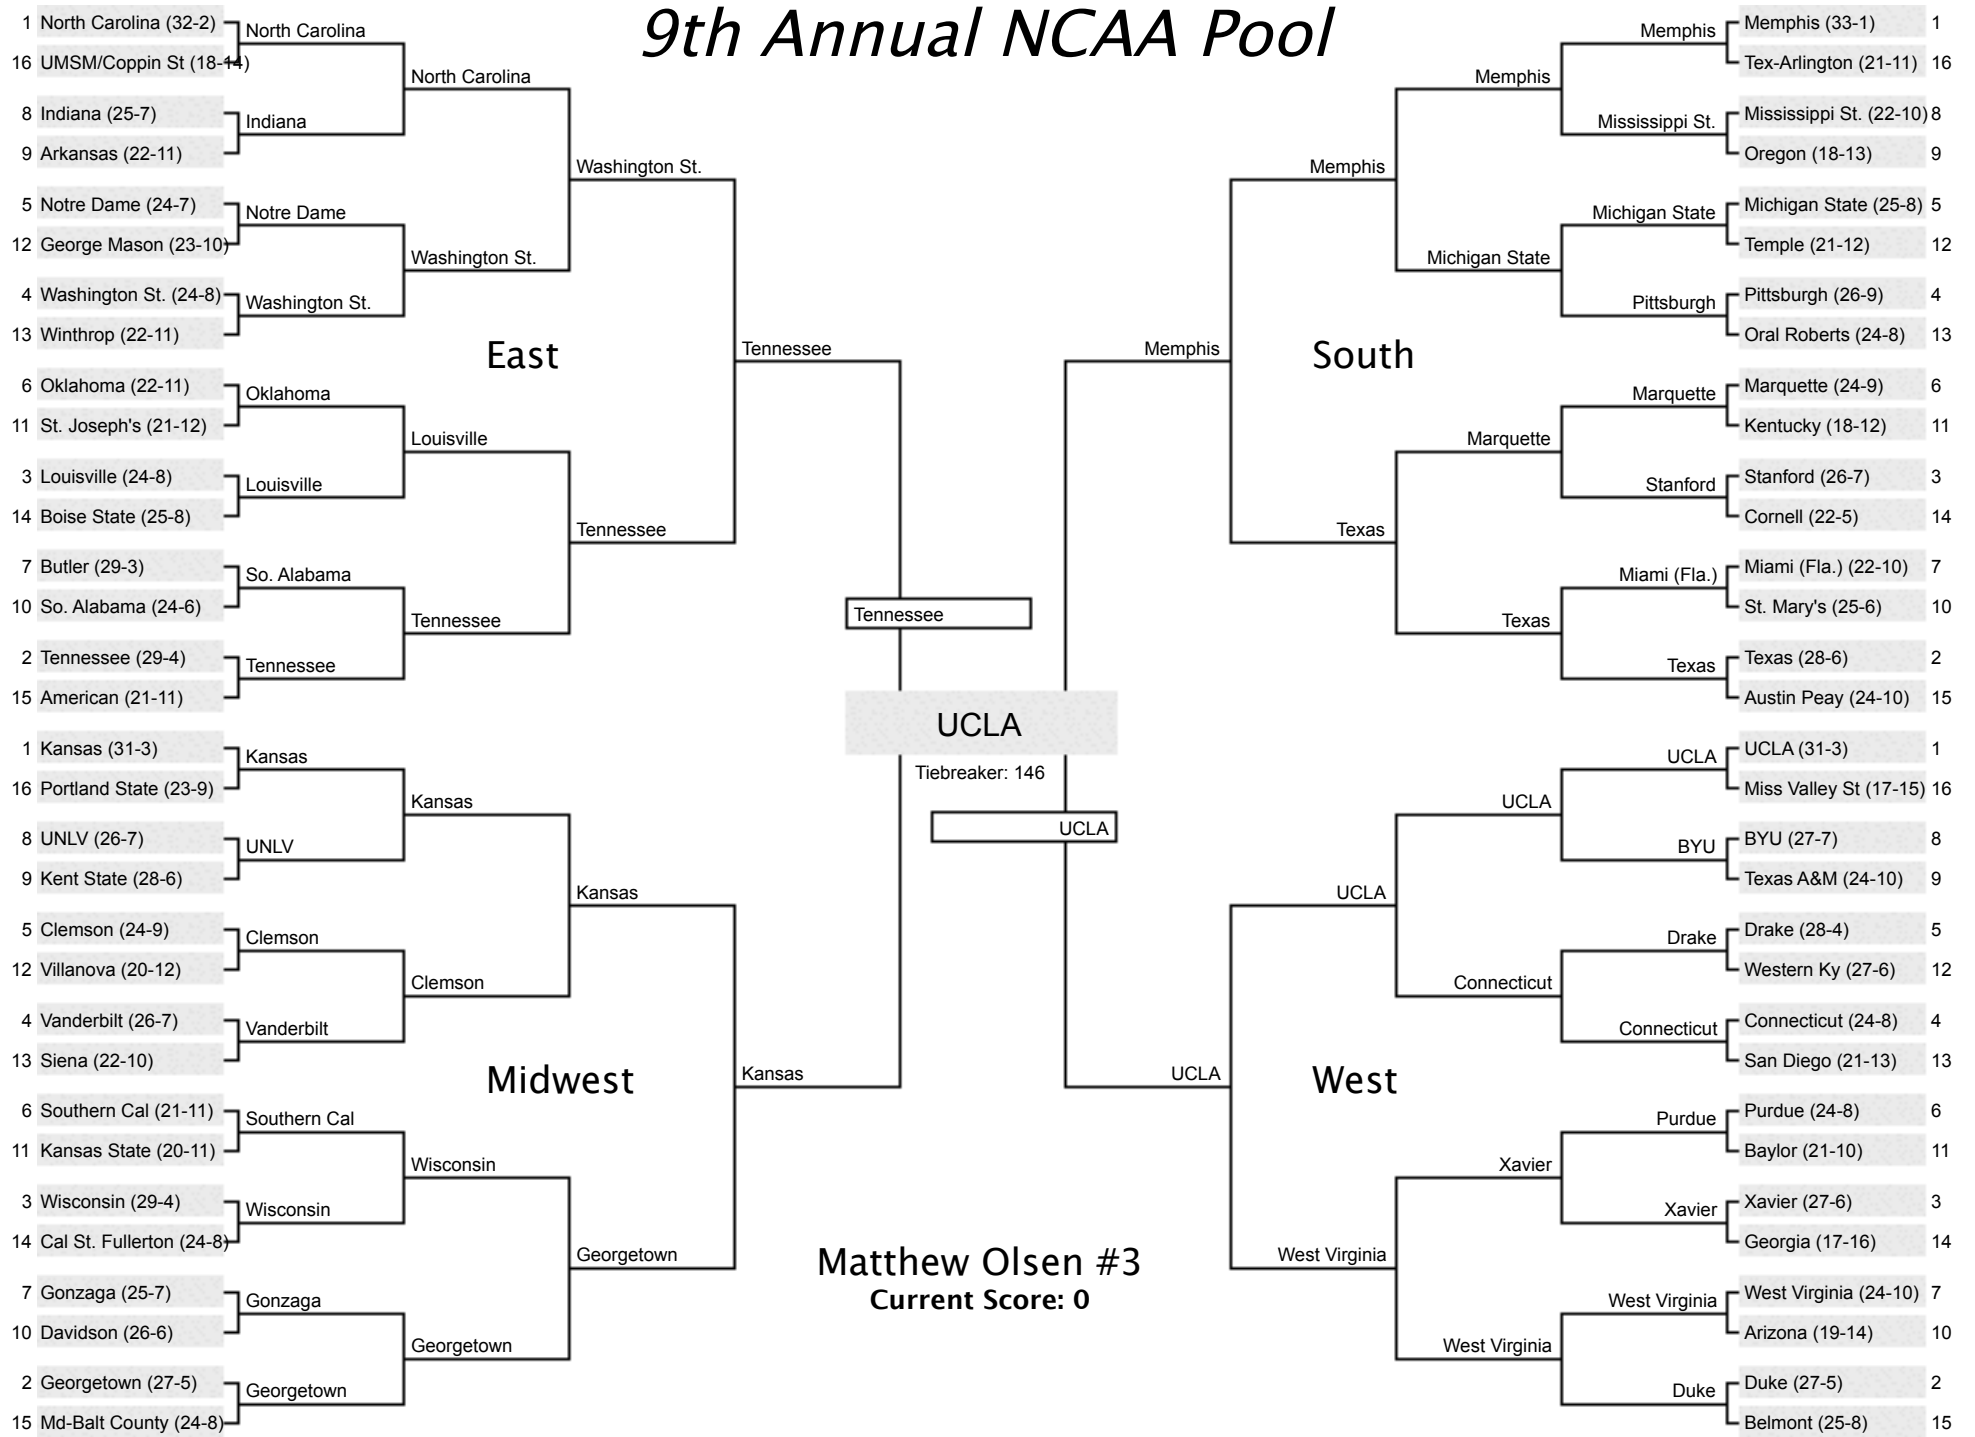 9th Annual NCAA Pool
1 North Carolina (32-2)
16 UMSM/Coppin St (18-14)
8 Indiana (25-7)
9 Arkansas (22-11)
5 Notre Dame (24-7)
12 George Mason (23-10)
4 Washington St. (24-8)
13 Winthrop (22-11)
6 Oklahoma (22-11)
11 St. Joseph's (21-12)
3 Louisville (24-8)
14 Boise State (25-8)
7 Butler (29-3)
10 So. Alabama (24-6)
2 Tennessee (29-4)
15 American (21-11)
North Carolina
Indiana
Notre Dame
Washington St.
Oklahoma
Louisville
So. Alabama
Tennessee
North Carolina
Washington St.
Louisville
Tennessee
Washington St.
Tennessee
East
Tennessee
1 Kansas (31-3)
16 Portland State (23-9)
8 UNLV (26-7)
9 Kent State (28-6)
5 Clemson (24-9)
12 Villanova (20-12)
4 Vanderbilt (26-7)
13 Siena (22-10)
6 Southern Cal (21-11)
11 Kansas State (20-11)
3 Wisconsin (29-4)
14 Cal St. Fullerton (24-8)
7 Gonzaga (25-7)
10 Davidson (26-6)
2 Georgetown (27-5)
15 Md-Balt County (24-8)
Kansas
UNLV
Clemson
Vanderbilt
Southern Cal
Wisconsin
Gonzaga
Georgetown
Kansas
Clemson
Wisconsin
Georgetown
Kansas
Georgetown
Midwest
Kansas
Tennessee
UCLA
Tiebreaker: 146
UCLA
Matthew Olsen #3
Current Score: 0
Memphis (33-1) 1
Tex-Arlington (21-11) 16
Mississippi St. (22-10) 8
Oregon (18-13) 9
Michigan State (25-8) 5
Temple (21-12) 12
Pittsburgh (26-9) 4
Oral Roberts (24-8) 13
Marquette (24-9) 6
Kentucky (18-12) 11
Stanford (26-7) 3
Cornell (22-5) 14
Miami (Fla.) (22-10) 7
St. Mary's (25-6) 10
Texas (28-6) 2
Austin Peay (24-10) 15
Memphis
Mississippi St.
Michigan State
Pittsburgh
Marquette
Stanford
Miami (Fla.)
Texas
Memphis
Michigan State
Marquette
Texas
Memphis
Texas
South
Memphis
UCLA (31-3) 1
Miss Valley St (17-15) 16
BYU (27-7) 8
Texas A&M (24-10) 9
Drake (28-4) 5
Western Ky (27-6) 12
Connecticut (24-8) 4
San Diego (21-13) 13
Purdue (24-8) 6
Baylor (21-10) 11
Xavier (27-6) 3
Georgia (17-16) 14
West Virginia (24-10) 7
Arizona (19-14) 10
Duke (27-5) 2
Belmont (25-8) 15
UCLA
BYU
Drake
Connecticut
Purdue
Xavier
West Virginia
Duke
UCLA
Connecticut
Xavier
West Virginia
UCLA
West Virginia
West
UCLA